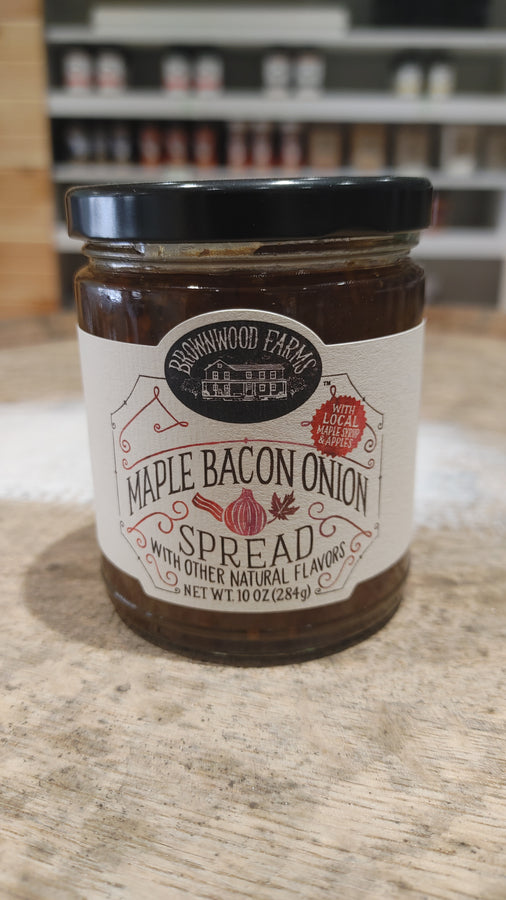 BROWNWOOD FARMS
™
WITH
LOCAL
MAPLE SYRUP
& APPLES
MAPLE BACON ONION
SPREAD
WITH OTHER NATURAL FLAVORS
NET WT. 10 OZ (284g)